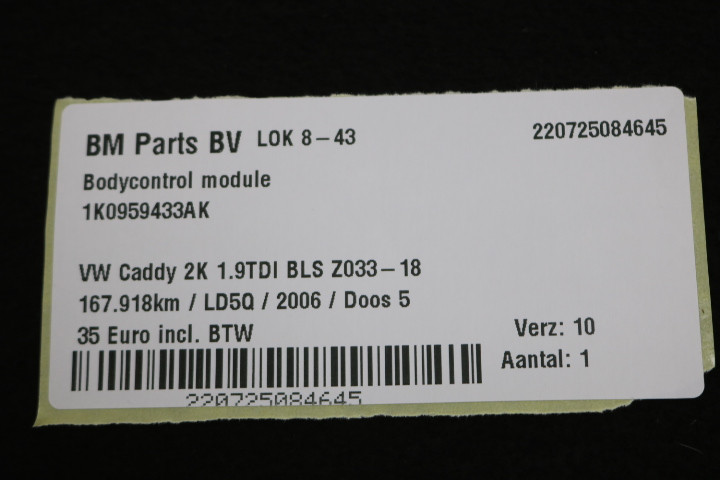 BM Parts BV LOK 8-43
220725084645
Bodycontrol module
1K0959433AK
VW Caddy 2K 1.9TDI BLS Z033-18
167.918km / LD5Q / 2006 / Doos 5
35 Euro incl. BTW
Verz: 10
Aantal: 1
220725084645